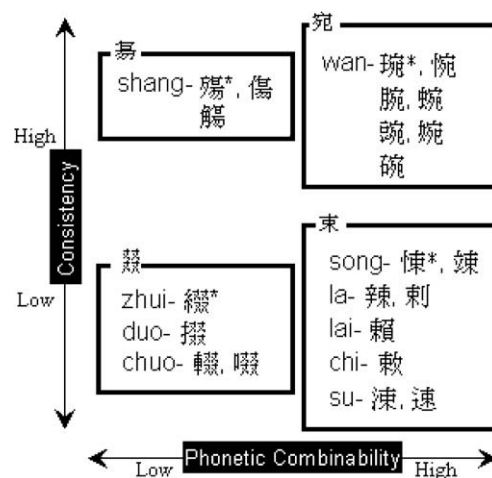 宛
wan- 琬*, 惋
腕, 蜿
豌, 婉
碗
shang- 殤*, 傷
觴
High
Consistency
Low
叕
zhui- 綴*
duo- 掇
chuo- 輟, 啜
束
song- 悚*, 竦
la- 辣, 剌
lai- 賴
chi- 敕
su- 涑, 速
Low
Phonetic Combinability
High